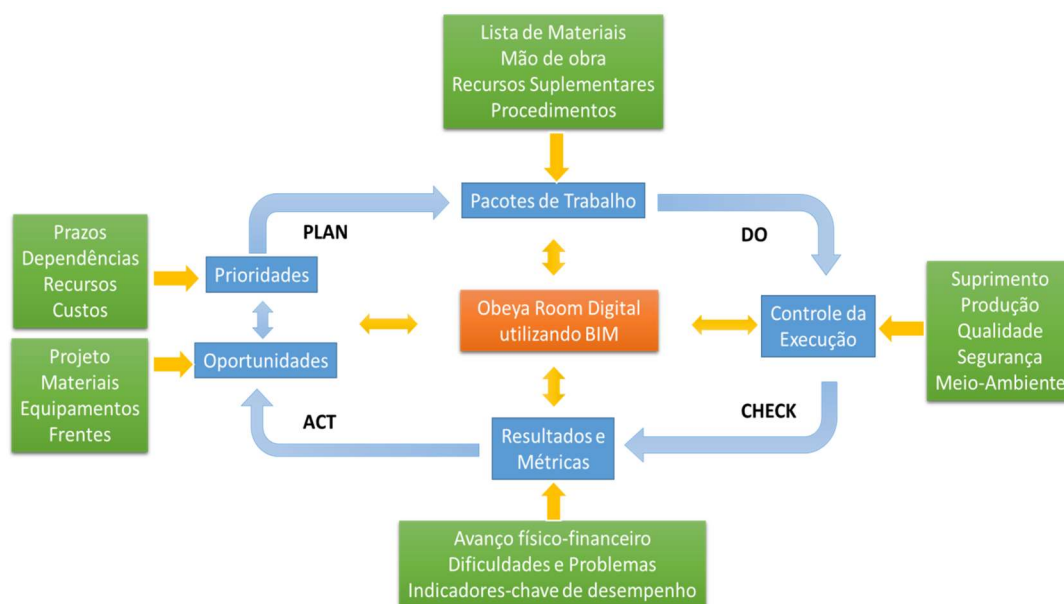 Lista de Materiais
Mão de obra
Recursos Suplementares
Procedimentos
Pacotes de Trabalho
PLAN
DO
Prazos
Dependências
Recursos
Custos
Prioridades
Obeya Room Digital
utilizando BIM
Controle da
Execução
Suprimento
Produção
Qualidade
Segurança
Meio-Ambiente
Projeto
Materiais
Equipamentos
Frentes
Oportunidades
ACT
CHECK
Resultados e
Métricas
Avanço físico-financeiro
Dificuldades e Problemas
Indicadores-chave de desempenho